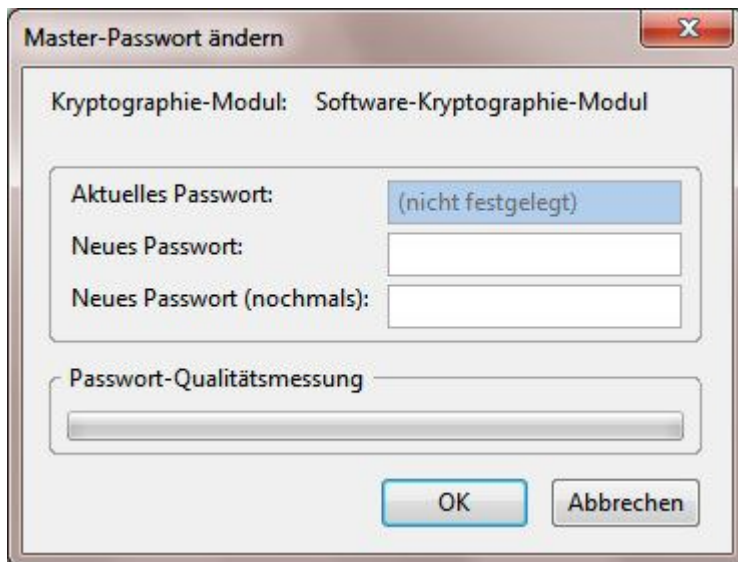 Master-Passwort ändern
Kryptographie-Modul: Software-Kryptographie-Modul
Aktuelles Passwort: (nicht festgelegt)
Neues Passwort:
Neues Passwort (nochmals):
Passwort-Qualitätsmessung
OK Abbrechen